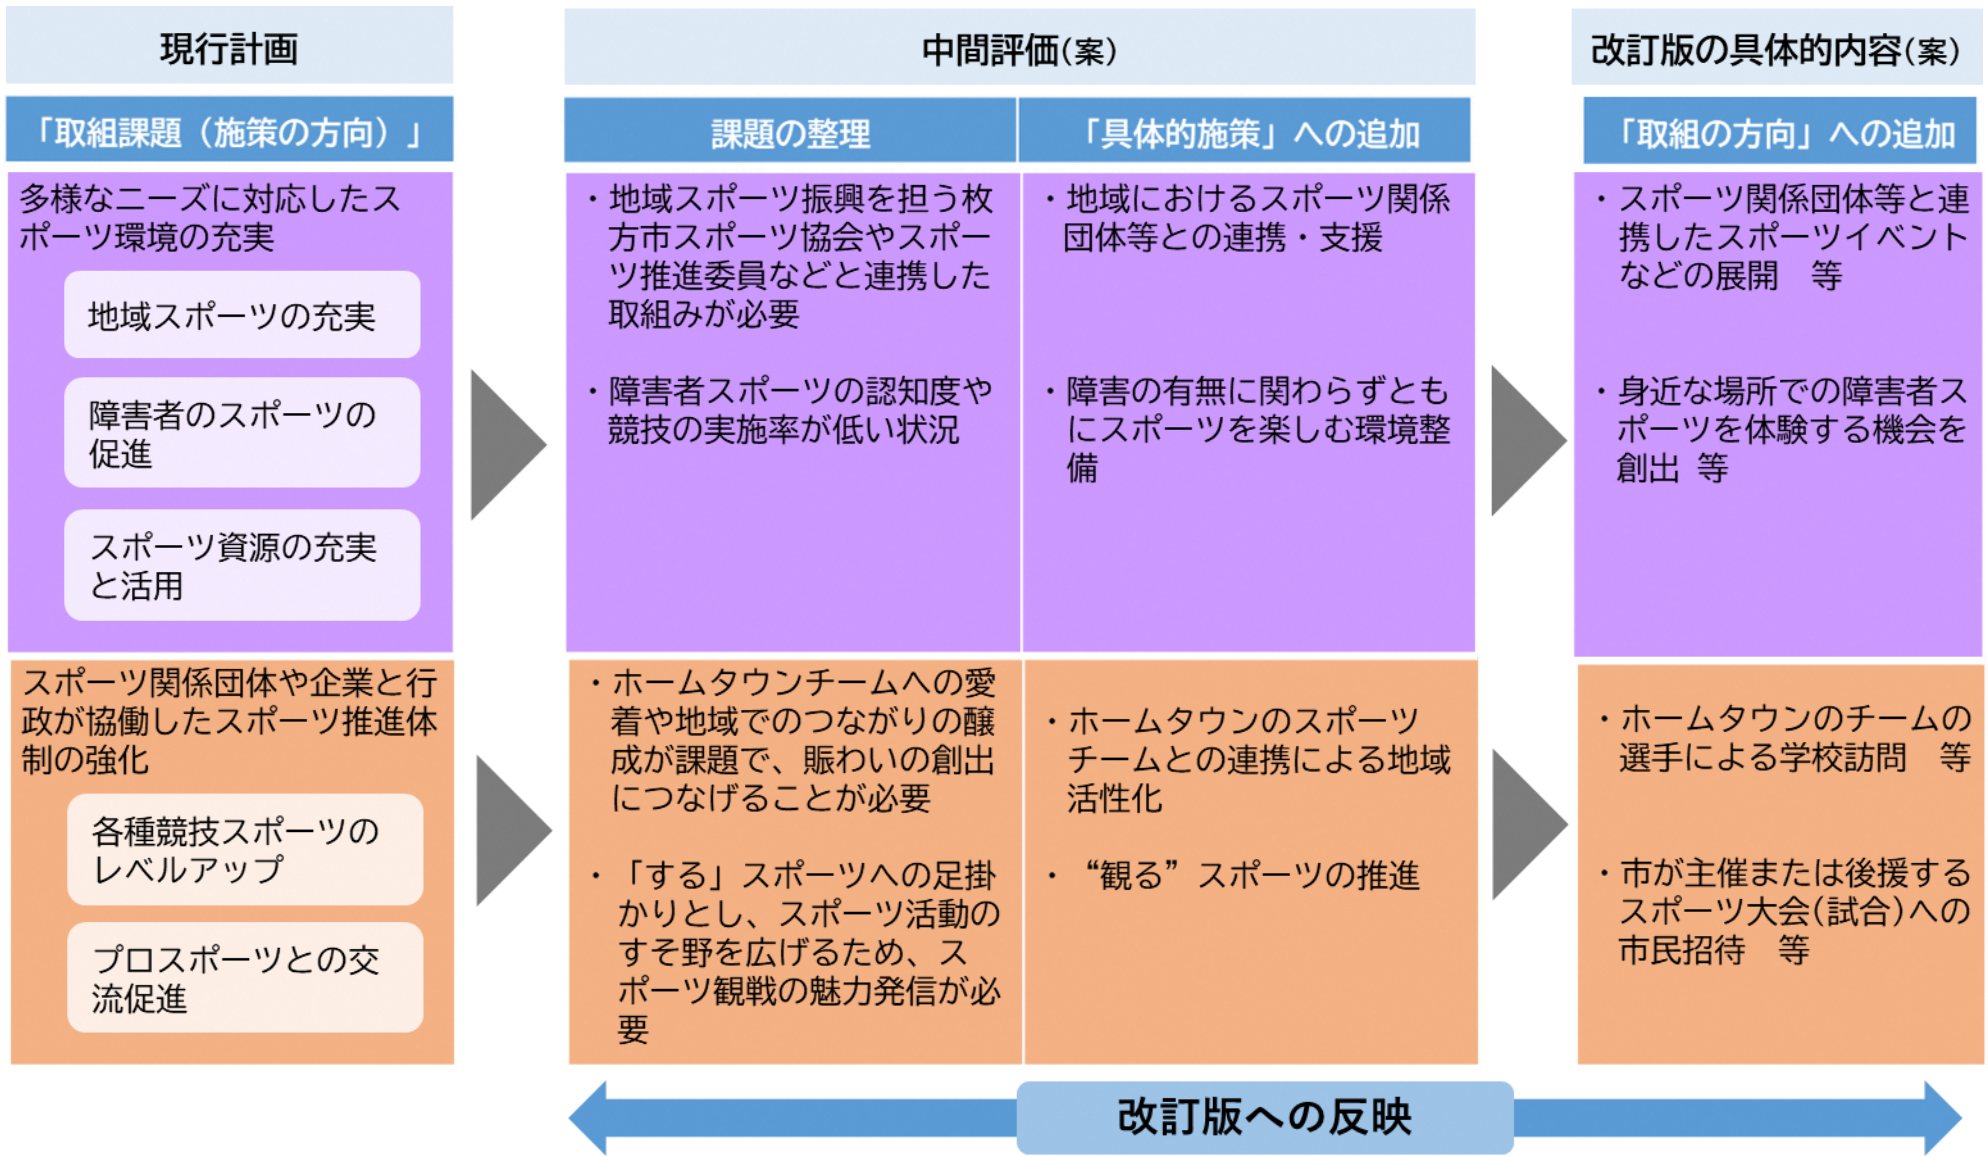 現行計画
中間評価(案)
改訂版の具体的内容(案)
「取組課題（施策の方向）」
課題の整理
「具体的施策」への追加
「取組の方向」への追加
多様なニーズに対応したス
ポーツ環境の充実
地域スポーツの充実
障害者のスポーツの
促進
スポーツ資源の充実
と活用
・地域スポーツ振興を担う枚
方市スポーツ協会やスポー
ツ推進委員などと連携した
取組みが必要
・障害者スポーツの認知度や
競技の実施率が低い状況
・地域におけるスポーツ関係
団体等との連携・支援
・障害の有無に関わらずとも
にスポーツを楽しむ環境整
備
・スポーツ関係団体等と連
携したスポーツイベント
などの展開　等
・身近な場所での障害者ス
ポーツを体験する機会を
創出 等
スポーツ関係団体や企業と行
政が協働したスポーツ推進体
制の強化
各種競技スポーツの
レベルアップ
プロスポーツとの交
流促進
・ホームタウンチームへの愛
着や地域でのつながりの醸
成が課題で、賑わいの創出
につなげることが必要
・「する」スポーツへの足掛
かりとし、スポーツ活動の
すそ野を広げるため、ス
ポーツ観戦の魅力発信が必
要
・ホームタウンのスポーツ
チームとの連携による地域
活性化
・“観る”スポーツの推進
・ホームタウンのチームの
選手による学校訪問　等
・市が主催または後援する
スポーツ大会(試合)への
市民招待　等
改訂版への反映